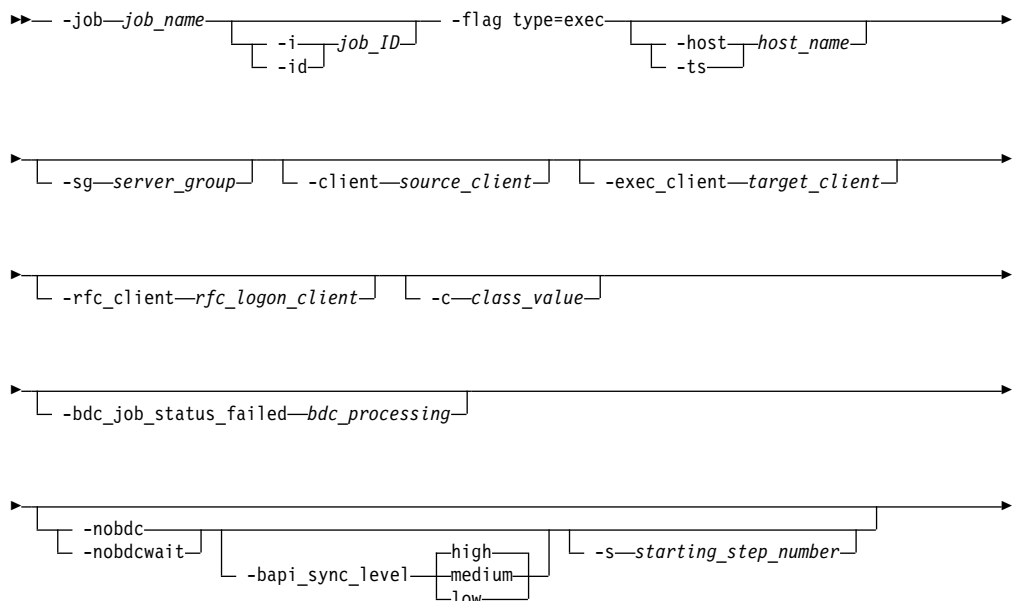 -job job_name -flag type=exec
-i job_ID -host host_name
-id -ts
-sg server_group -client source_client -exec_client target_client
-rfc_client rfc_logon_client -c class_value
-bdc_job_status_failed bdc_processing
-nobdc
-nobdcwait high -s starting_step_number
-bapi_sync_level medium
low